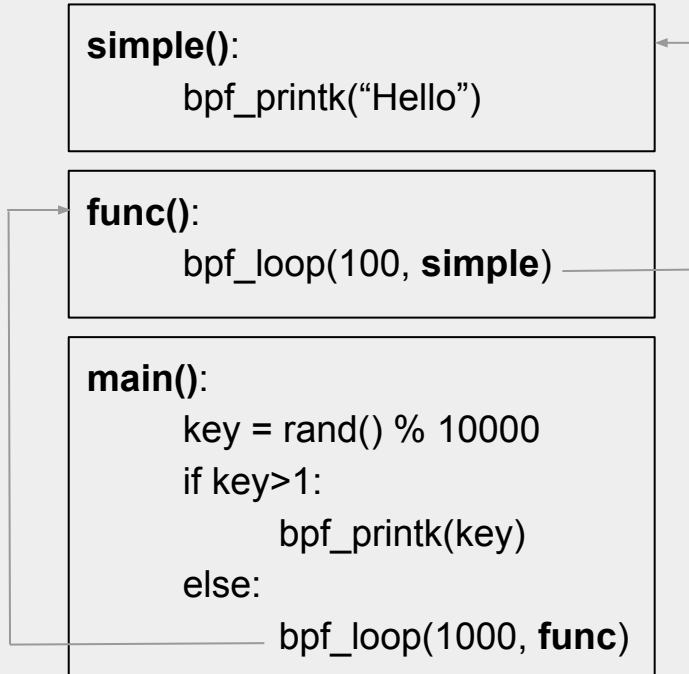 simple():
bpf_printk(“Hello”)
func():
bpf_loop(100, simple)
main():
key = rand() % 10000
if key>1:
bpf_printk(key)
else:
bpf_loop(1000, func)